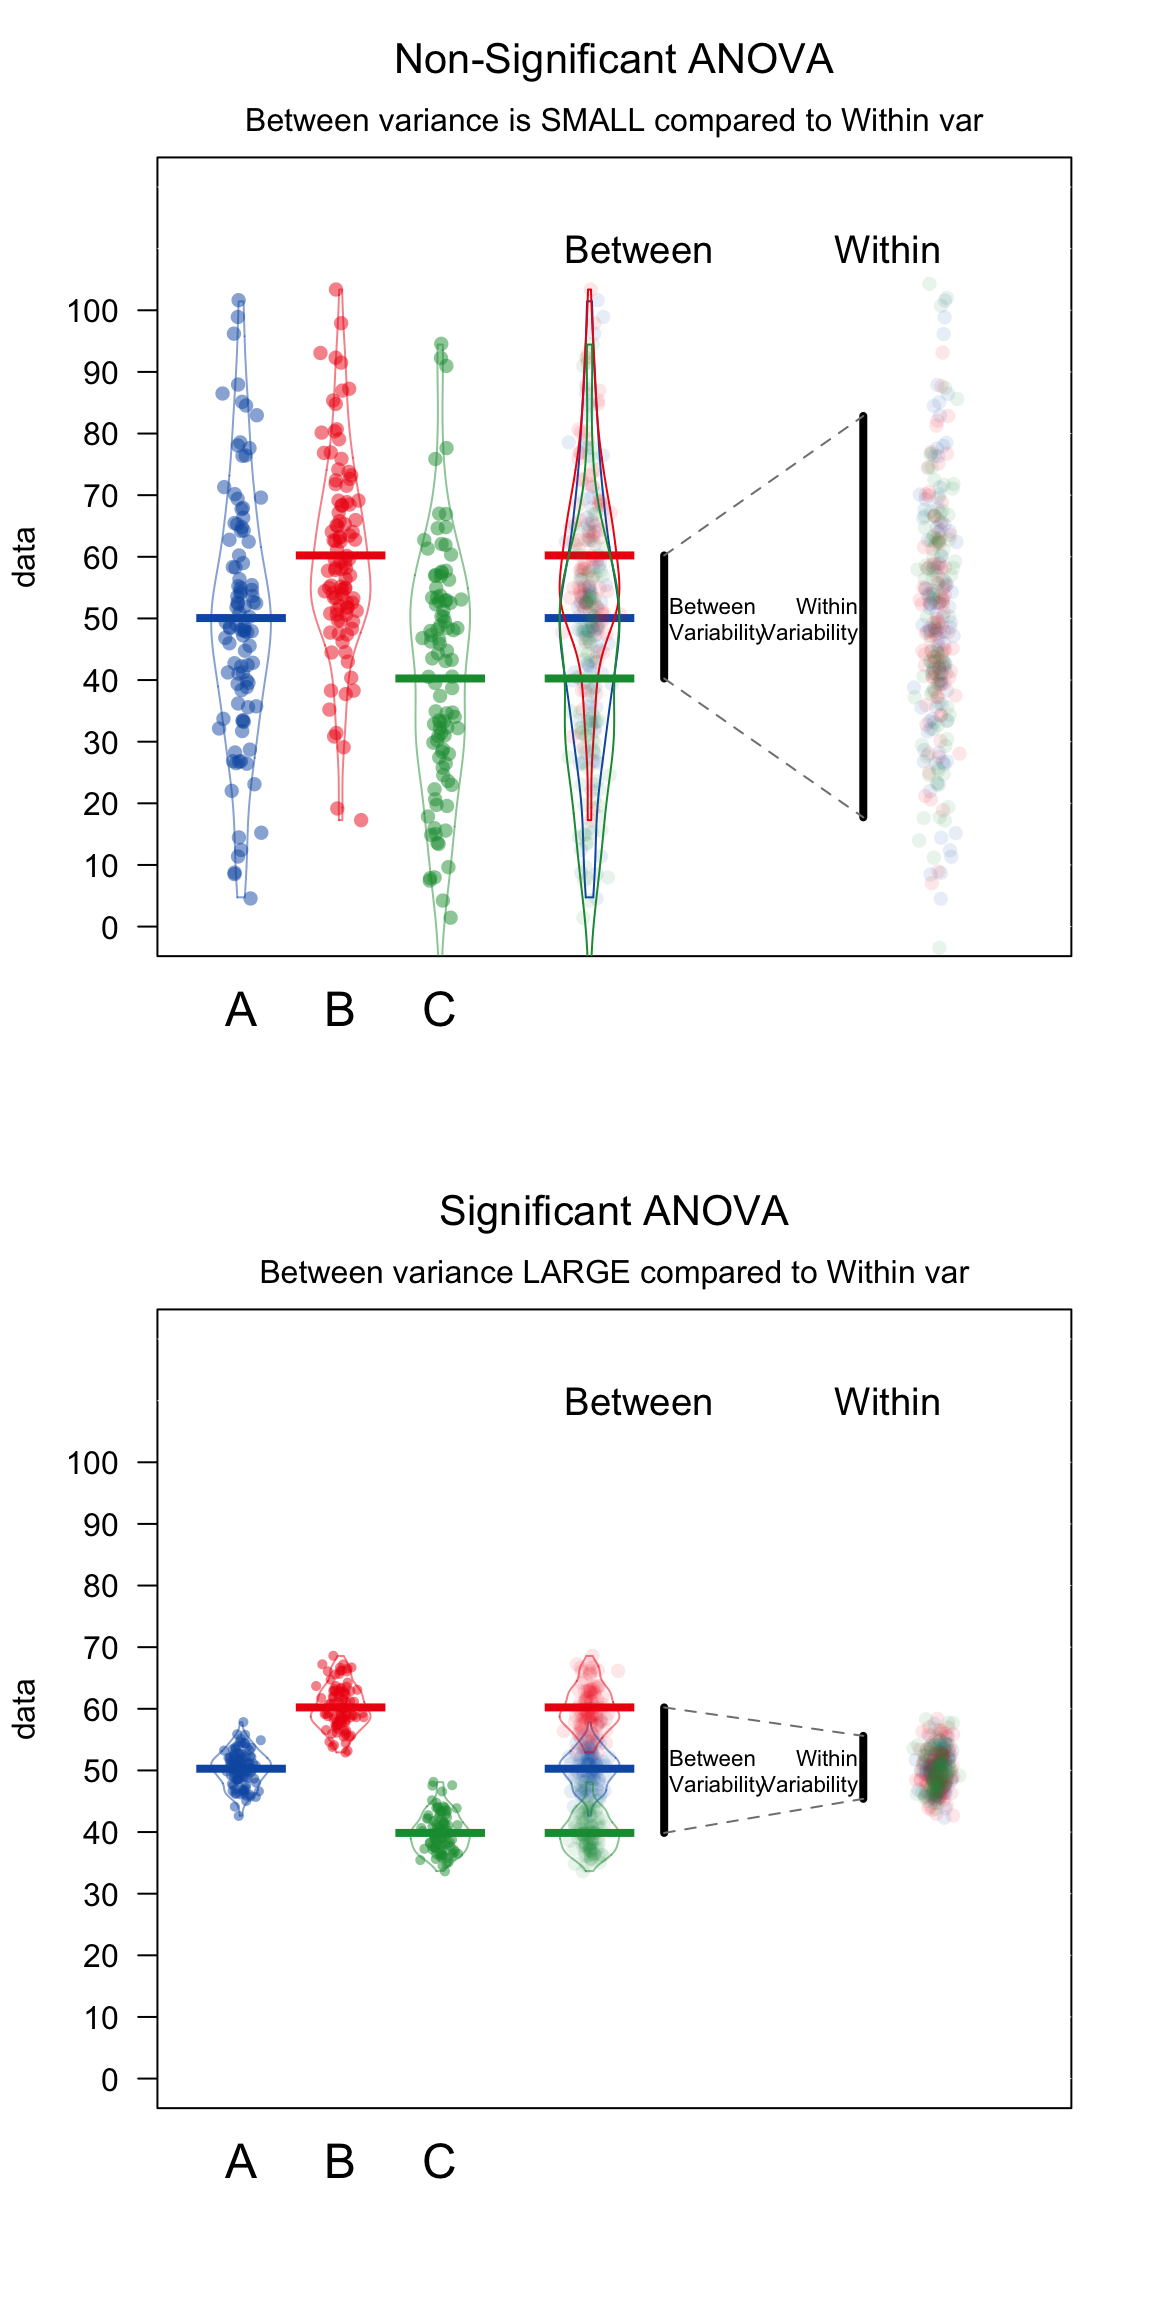 Non-Significant ANOVA
Between variance is SMALL compared to Within var
Between Within
100
90
80
70
60
50
40
30
20
10
0
data
Between Within
Variability Variability
A B C
Significant ANOVA
Between variance LARGE compared to Within var
Between Within
100
90
80
70
60
50
40
30
20
10
0
data
Between Within
Variability Variability
A B C